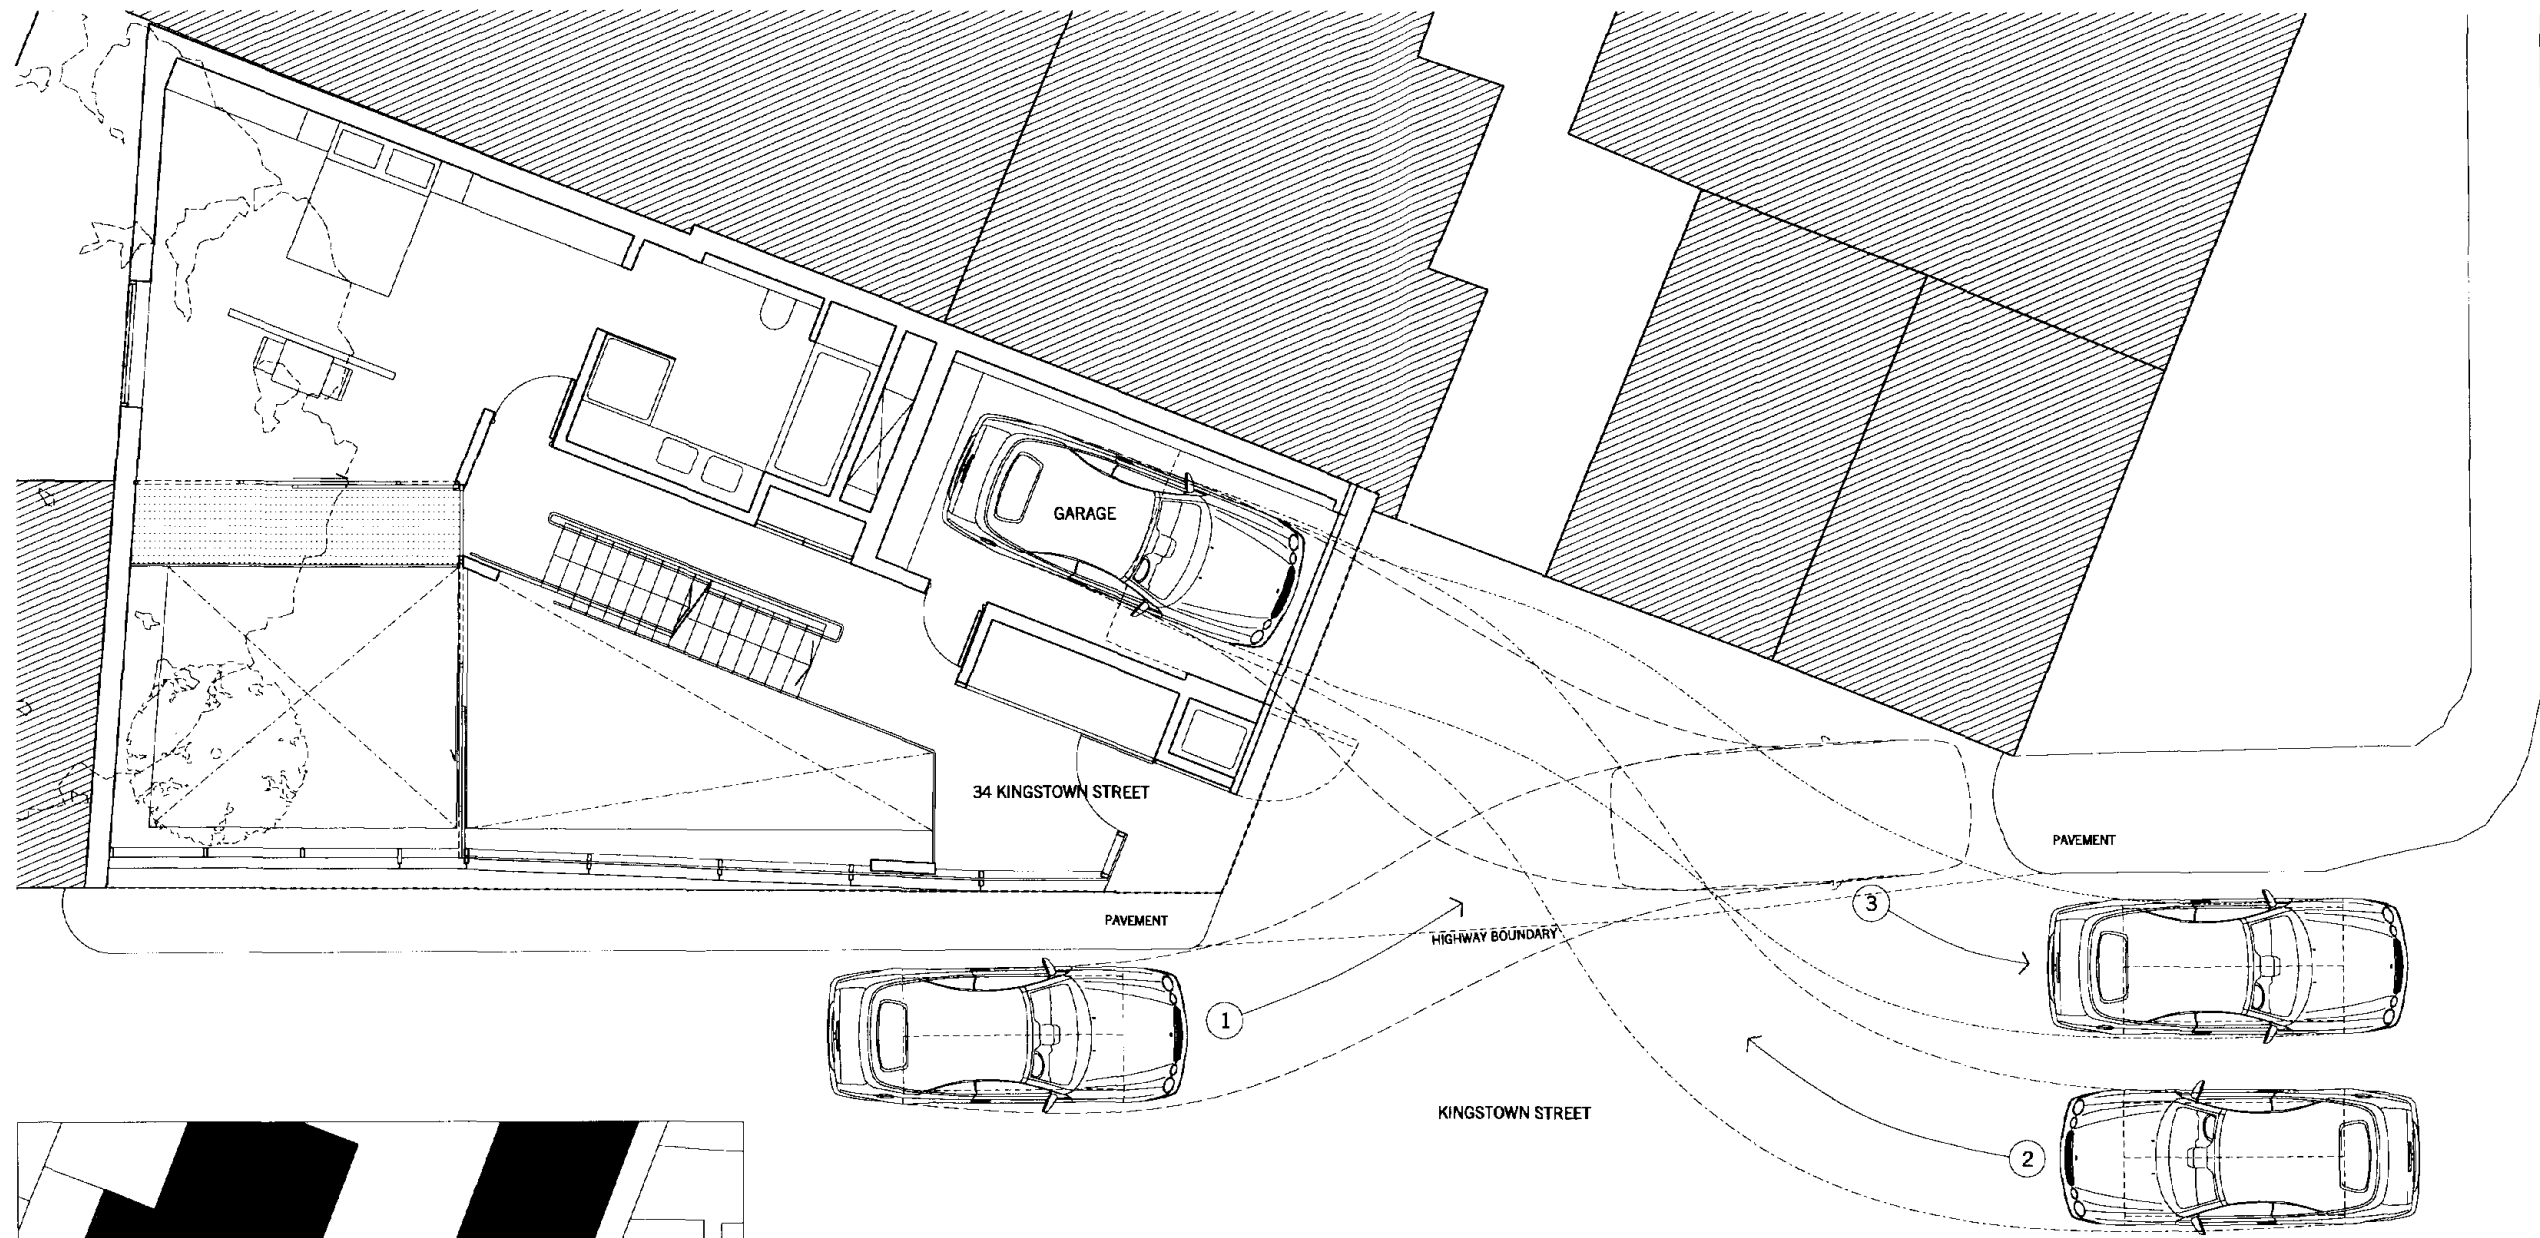 GARAGE
34 KINGSTOWN STREET
PAVEMENT
3
PAVEMENT
HIGHWAY BOUNDARY
1
KINGSTOWN STREET
2